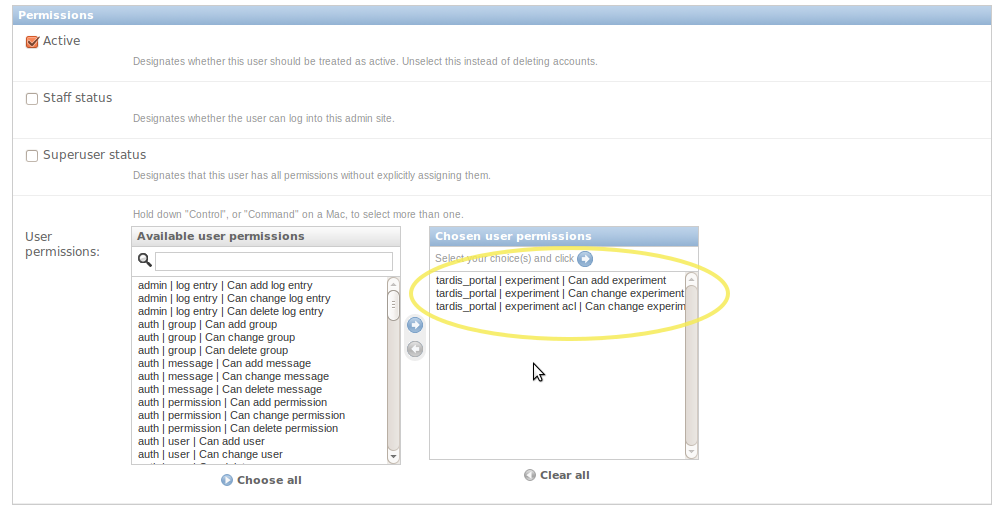 Permissions
Active
Designates whether this user should be treated as active. Unselect this instead of deleting accounts.
Staff status
Designates whether the user can log into this admin site.
Superuser status
Designates that this user has all permissions without explicitly assigning them.
Hold down "Control", or "Command" on a Mac, to select more than one.
User
permissions:
Available user permissions
admin | log entry | Can add log entry
admin | log entry | Can change log entry
admin | log entry | Can delete log entry
auth | group | Can add group
auth | group | Can change group
auth | group | Can delete group
auth | message | Can add message
auth | message | Can change message
auth | message | Can delete message
auth | permission | Can add permission
auth | permission | Can change permission
auth | permission | Can delete permission
auth | user | Can add user
auth | user | Can change user
Choose all
Chosen user permissions
Select your choice(s) and click
tardis_portal | experiment | Can add experiment
tardis_portal | experiment | Can change experiment
tardis_portal | experiment acl | Can change experim
Clear all